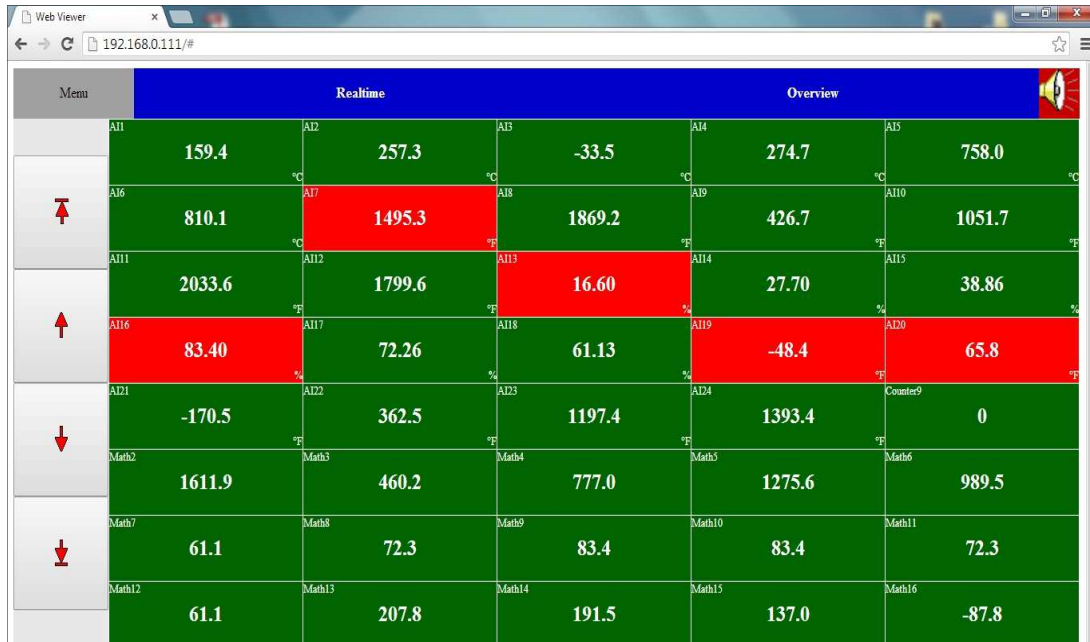 Web Viewer
192.168.0.111/#
Menu Realtime Overview
AI1 AI2 AI3 AI4 AI5
159.4 257.3 -33.5 274.7 758.0
°C °C °C °C °C
AI6 AI7 AI8 AI9 AI10
810.1 1495.3 1869.2 426.7 1051.7
°C °F °F °F °F
AI11 AI12 AI13 AI14 AI15
2033.6 1799.6 16.60 27.70 38.86
°F °F % % %
AI16 AI17 AI18 AI19 AI20
83.40 72.26 61.13 -48.4 65.8
% % % °F °F
AI21 AI22 AI23 AI24 Counter9
-170.5 362.5 1197.4 1393.4 0
°F °F °F °F
Math2 Math3 Math4 Math5 Math6
1611.9 460.2 777.0 1275.6 989.5
Math7 Math8 Math9 Math10 Math11
61.1 72.3 83.4 83.4 72.3
Math12 Math13 Math14 Math15 Math16
61.1 207.8 191.5 137.0 -87.8